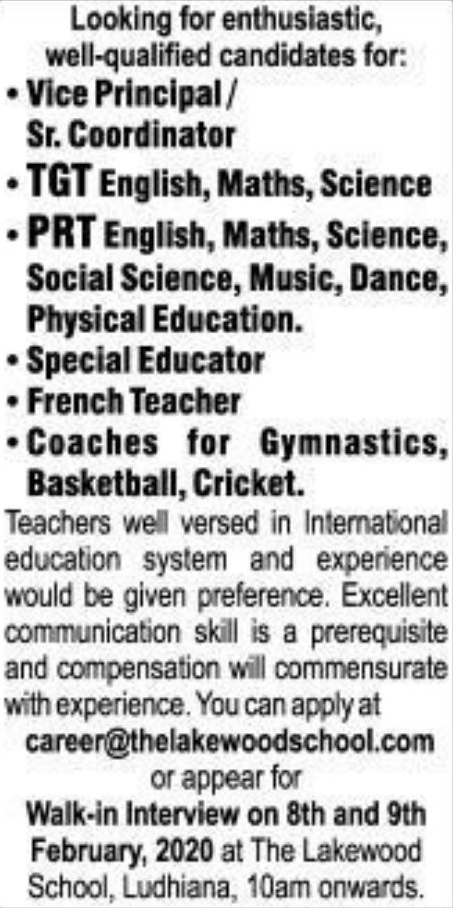 Looking for enthusiastic,
well-qualified candidates for:
• Vice Principal /
Sr. Coordinator
• TGT English, Maths, Science
• PRT English, Maths, Science,
Social Science, Music, Dance,
Physical Education.
• Special Educator
• French Teacher
• Coaches for Gymnastics,
Basketball, Cricket.
Teachers well versed in International
education system and experience
would be given preference. Excellent
communication skill is a prerequisite
and compensation will commensurate
with experience. You can apply at
career@thelakewoodschool.com
or appear for
Walk-in Interview on 8th and 9th
February, 2020 at The Lakewood
School, Ludhiana, 10am onwards.